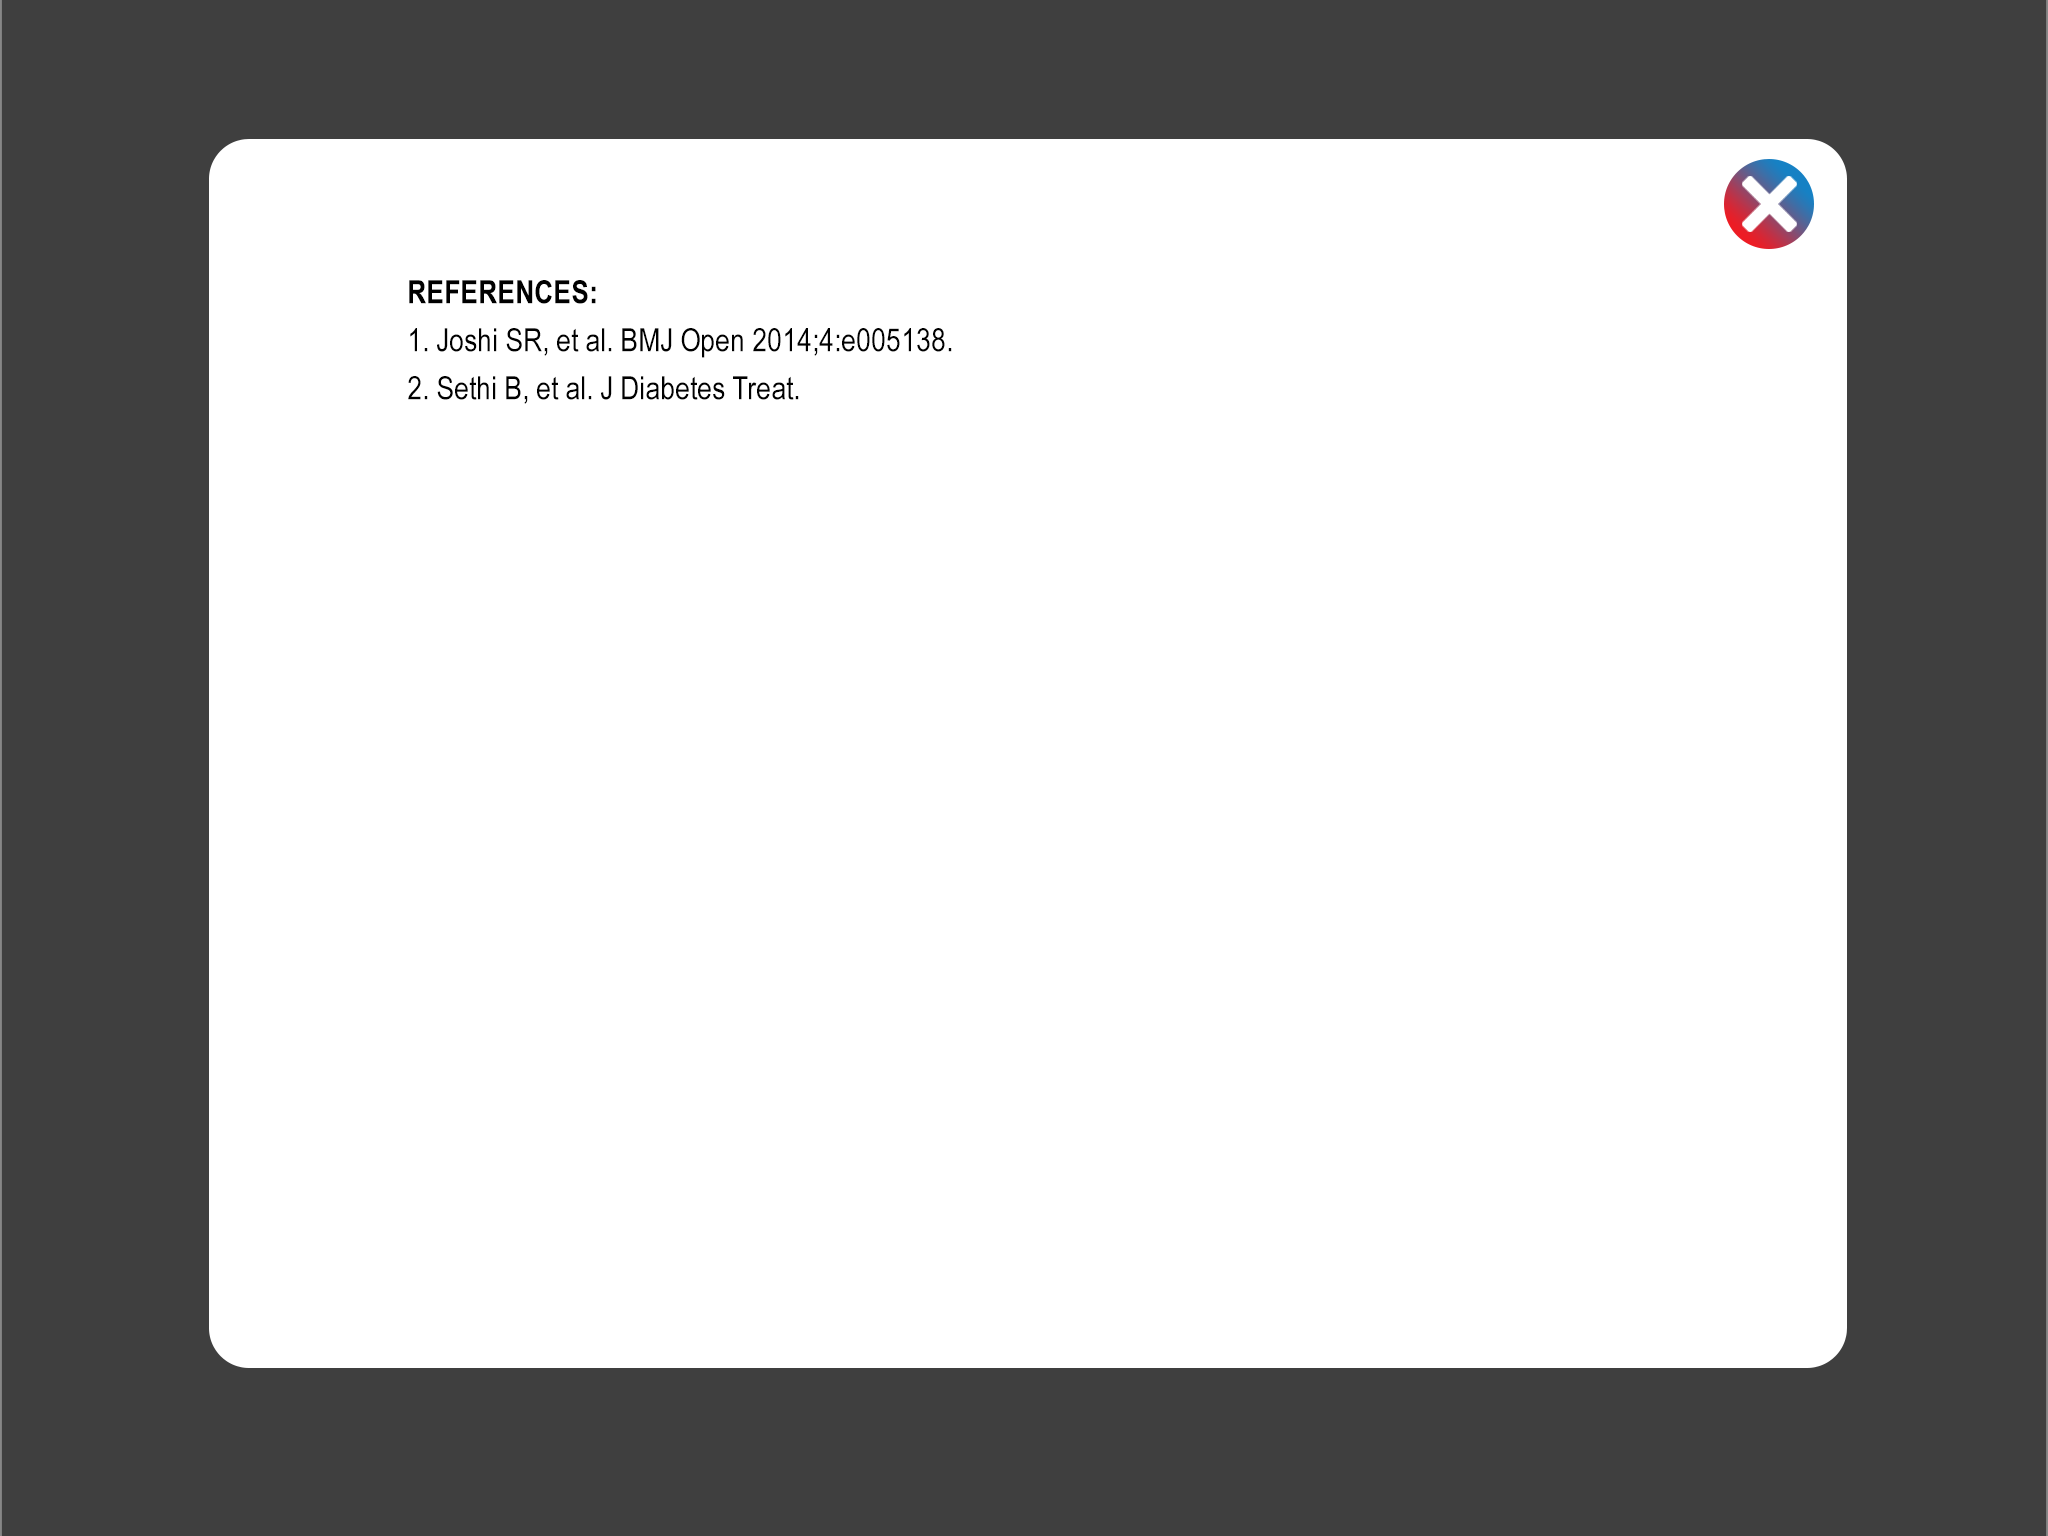 REFERENCES:
1. Joshi SR, et al. BMJ Open 2014;4:e005138.
2. Sethi B, et al. J Diabetes Treat.